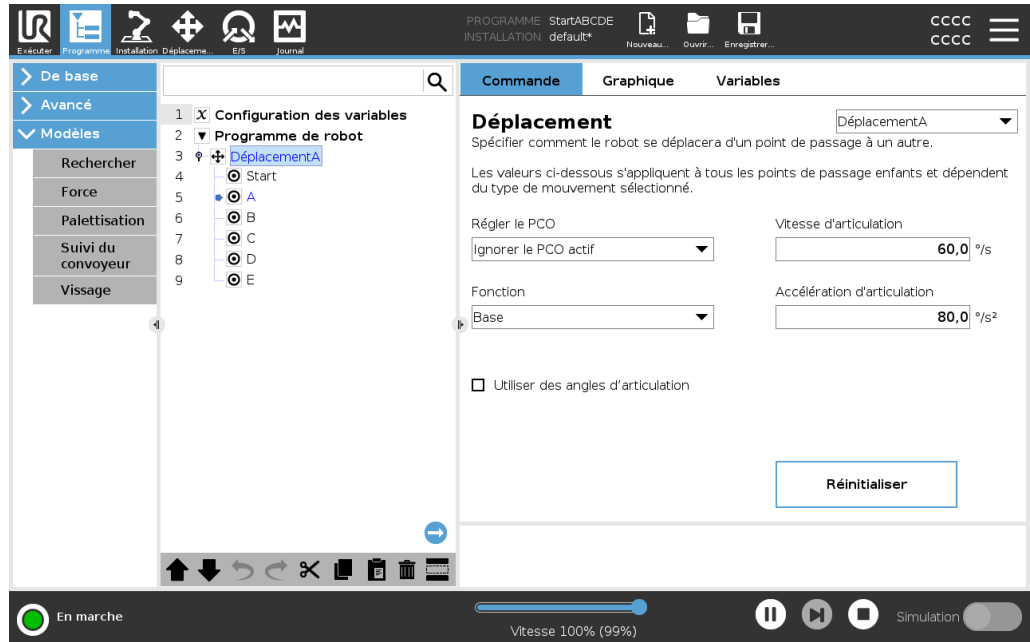 UR
PROGRAMME StartABCDE
INSTALLATION default*
CCCC
CCCC
Exécuter
Programme
Installation
Déplaceme...
E/S
Journal
Nouveau...
Ouvrir...
Enregistrer...
De base
Avancé
Modèles
Rechercher
Force
Palettisation
Suivi du
convoyeur
Vissage
1 X Configuration des variables
2 Programme de robot
3 DéplacementA
4 Start
5 A
6 B
7 C
8 D
9 E
Commande
Graphique
Variables
Déplacement
DéplacementA
Spécifier comment le robot se déplacera d'un point de passage à un autre.
Les valeurs ci-dessous s'appliquent à tous les points de passage enfants et dépendent
du type de mouvement sélectionné.
Régler le PCO
Vitesse d'articulation
Ignorer le PCO actif
60,0 °/s
Fonction
Accélération d'articulation
Base
80,0 °/s²
Utiliser des angles d'articulation
Réinitialiser
En marche
Vitesse 100% (99%)
Simulation